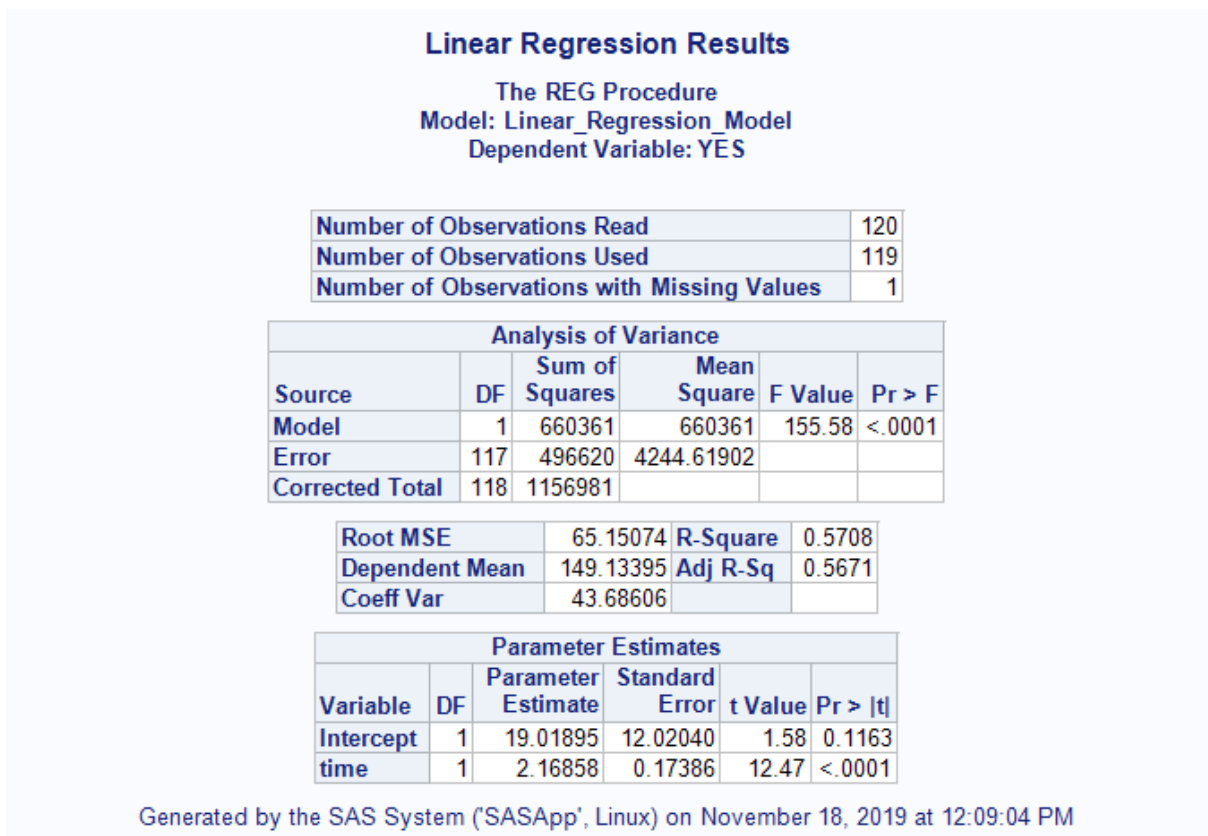 Linear Regression Results
The REG Procedure
Model: Linear_Regression_Model
Dependent Variable: YES
Number of Observations Read 120
Number of Observations Used 119
Number of Observations with Missing Values 1
Analysis of Variance
Source DF Sum of Squares Mean Square F Value Pr > F
Model 1 660361 660361 155.58 <.0001
Error 117 496620 4244.61902
Corrected Total 118 1156981
Root MSE 65.15074 R-Square 0.5708
Dependent Mean 149.13395 Adj R-Sq 0.5671
Coeff Var 43.68606
Parameter Estimates
Variable DF Parameter Estimate Standard Error t Value Pr > |t|
Intercept 1 19.01895 12.02040 1.58 0.1163
time 1 2.16858 0.17386 12.47 <.0001
Generated by the SAS System ('SASApp', Linux) on November 18, 2019 at 12:09:04 PM